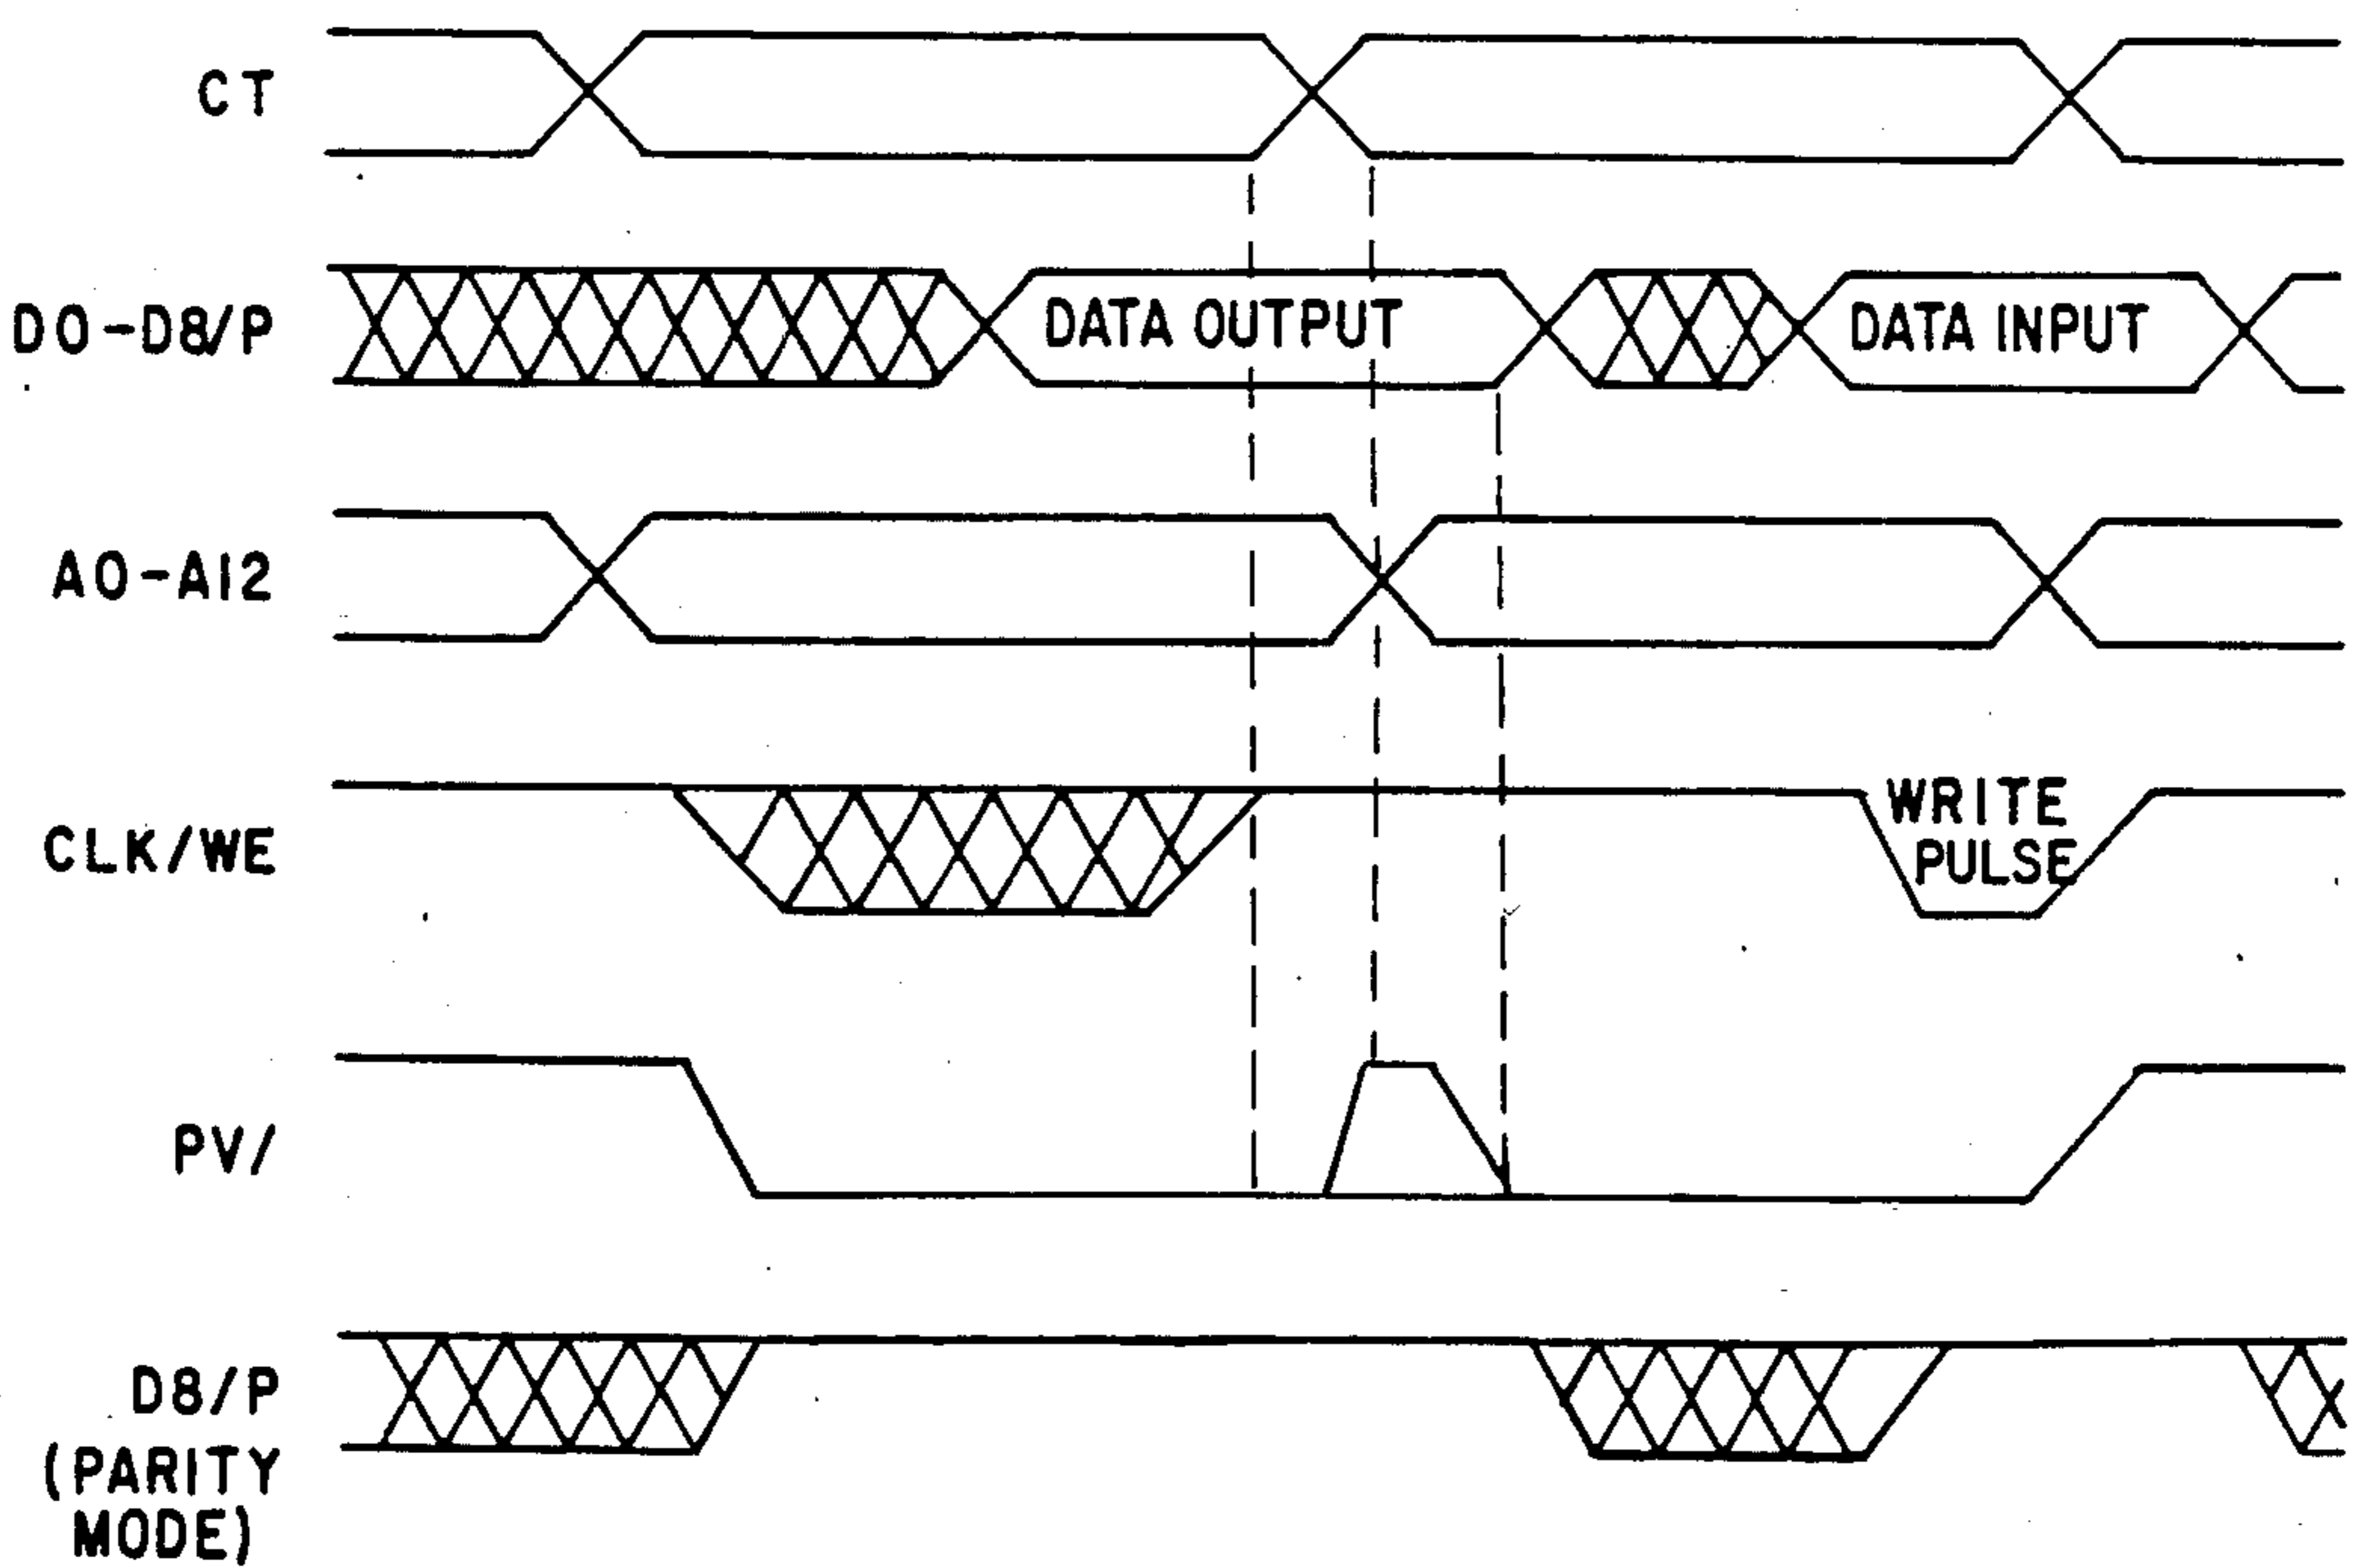 CT
D0-D8/P
DATA OUTPUT
DATA INPUT
A0-A12
CLK/WE
WRITE
PULSE
PV/
D8/P
(PARITY
MODE)